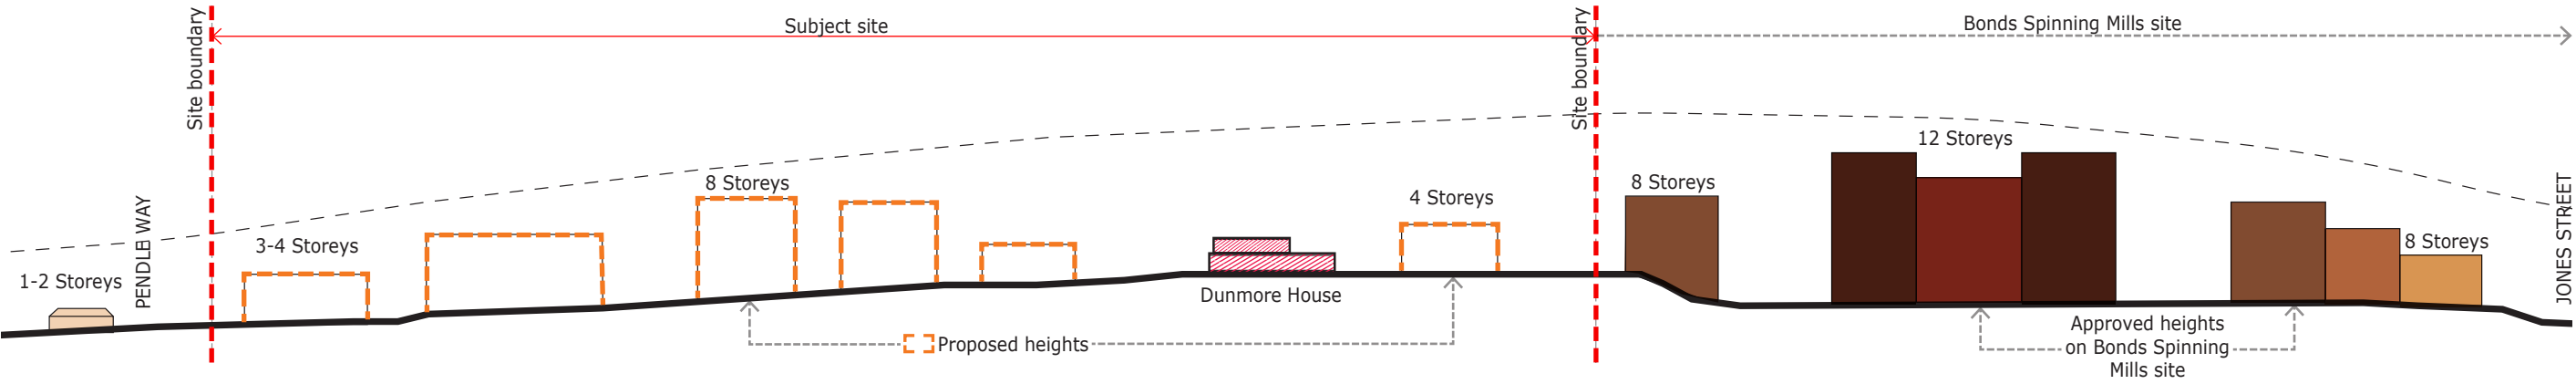 Subject site
Bonds Spinning Mills site
Site boundary
Site boundary
12 Storeys
8 Storeys
8 Storeys
4 Storeys
PENDLE WAY
3-4 Storeys
8 Storeys
JONES STREET
1-2 Storeys
Dunmore House
Proposed heights
Approved heights
on Bonds Spinning
Mills site